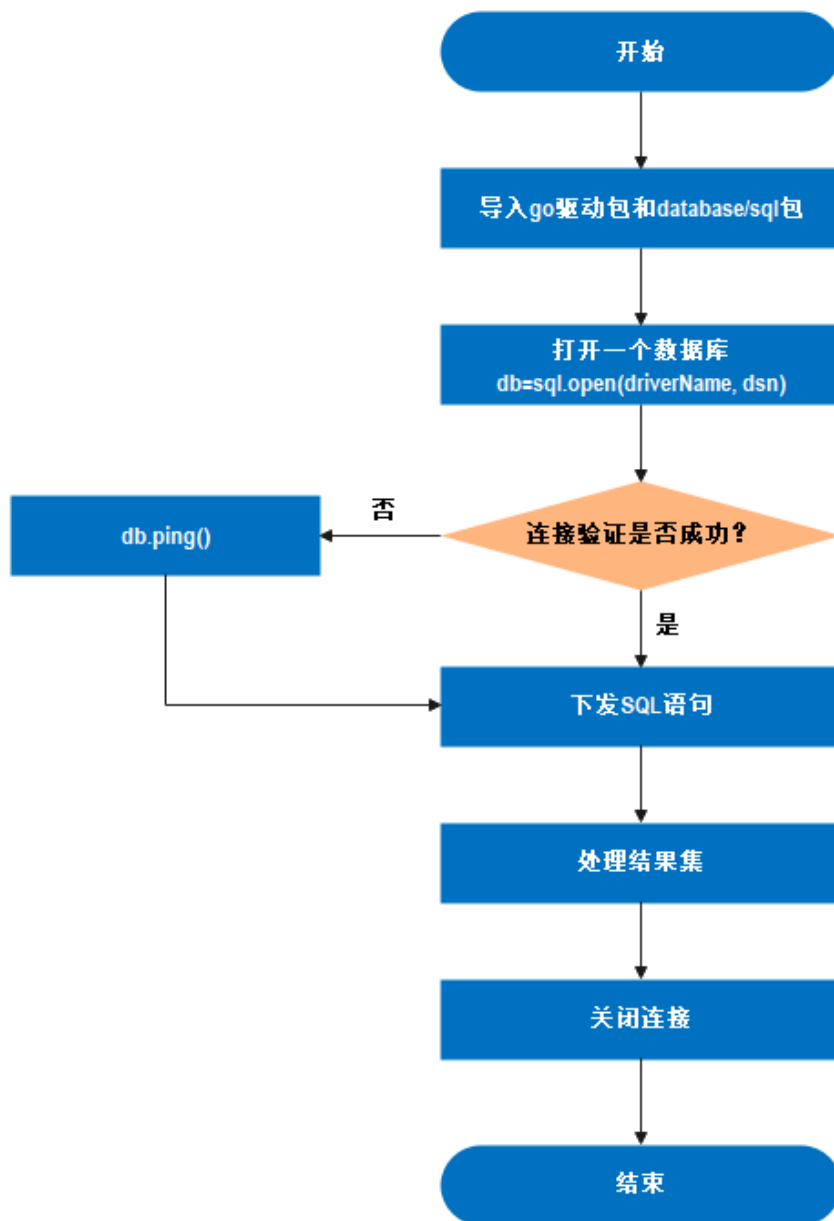 开始
导入go驱动包和database/sql包
打开一个数据库
db=sql.open(driverName, dsn)
连接验证是否成功?
否
db.ping()
是
下发SQL语句
处理结果集
关闭连接
结束